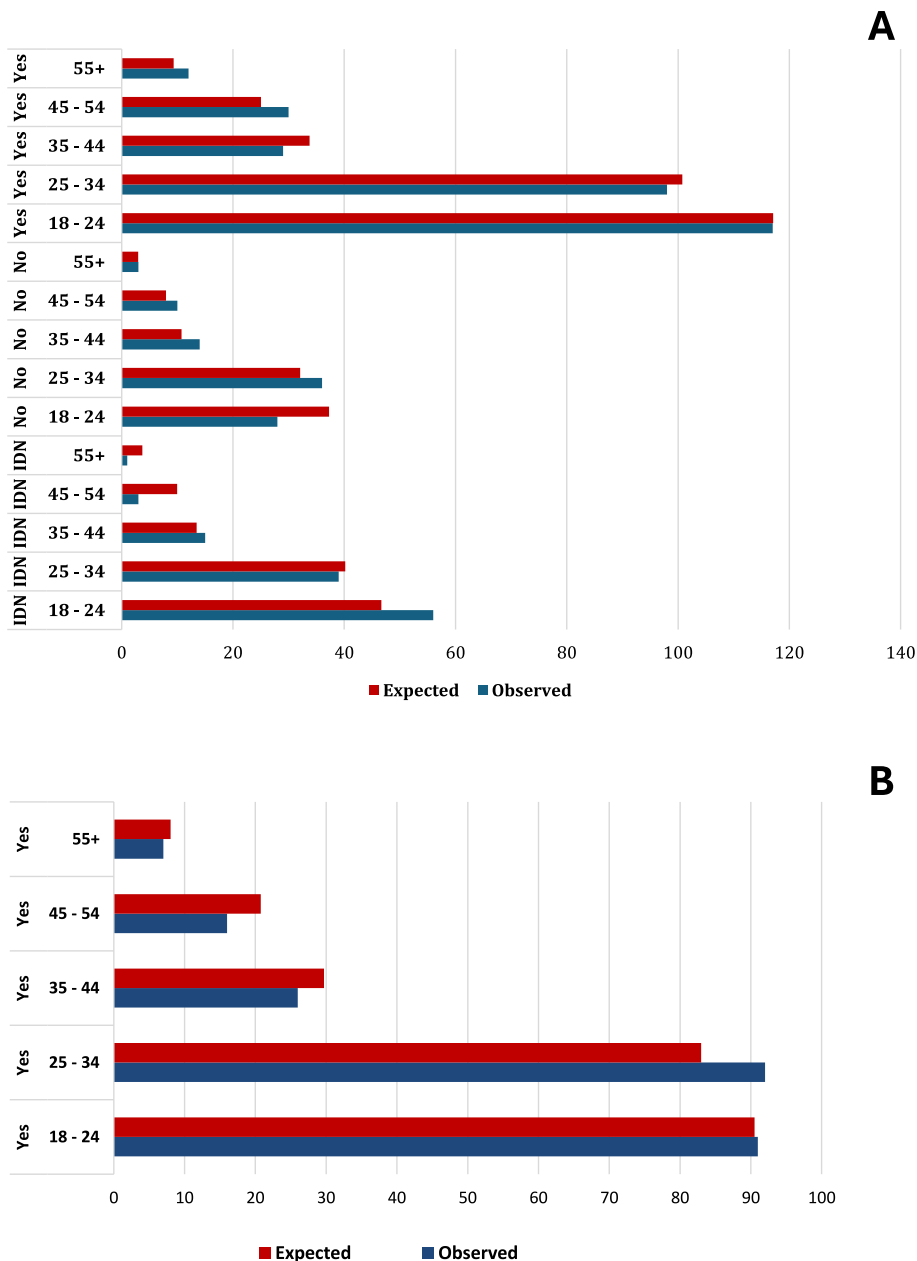 A
Yes 55+
Yes 45 - 54
Yes 35 - 44
Yes 25 - 34
Yes 18 - 24
No 55+
No 45 - 54
No 35 - 44
No 25 - 34
No 18 - 24
IDN 55+
IDN 45 - 54
IDN 35 - 44
IDN 25 - 34
IDN 18 - 24
0 20 40 60 80 100 120 140
Expected Observed
B
Yes 55+
Yes 45 - 54
Yes 35 - 44
Yes 25 - 34
Yes 18 - 24
0 10 20 30 40 50 60 70 80 90 100
Expected Observed